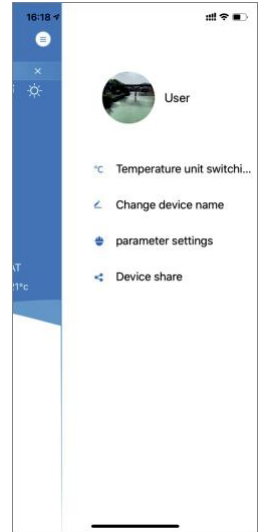 16:18
User
°C Temperature unit switchi...
Change device name
parameter settings
Device share